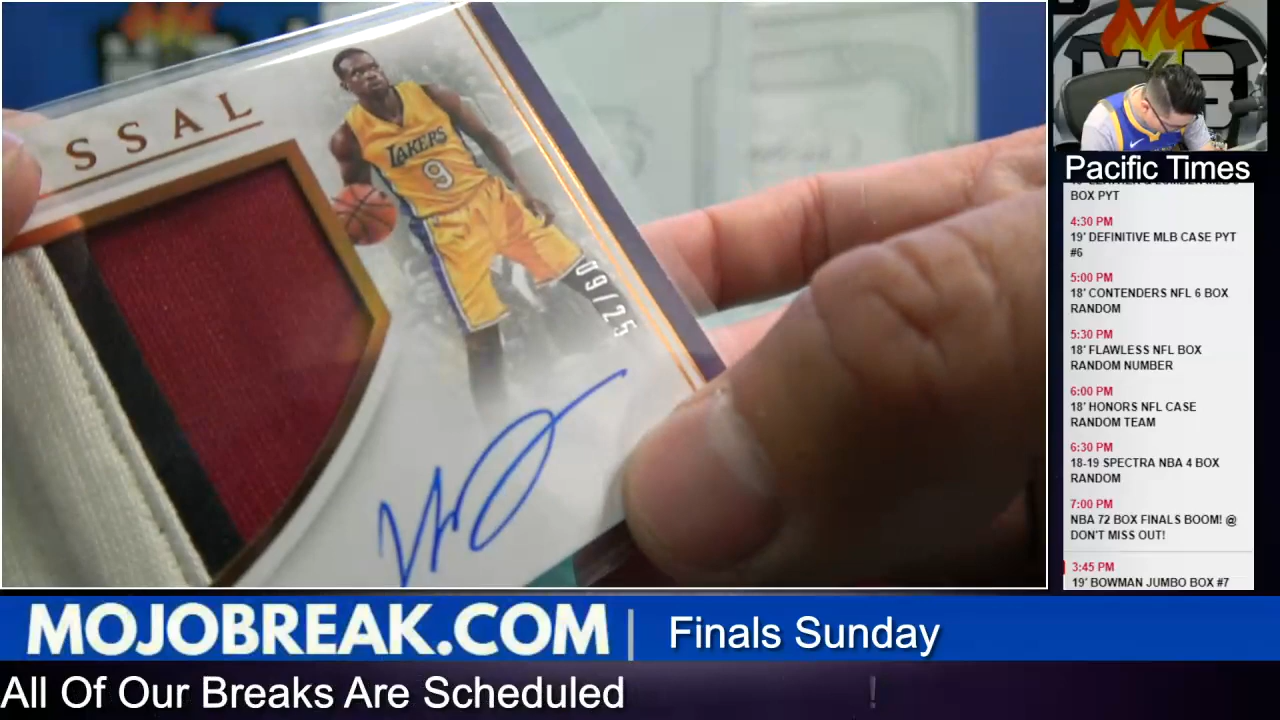 SSAL
LAKERS
9
09/25
Pacific Times
BOX PYT
4:30 PM
19' DEFINITIVE MLB CASE PYT
#6
5:00 PM
18' CONTENDERS NFL 6 BOX
RANDOM
5:30 PM
18' FLAWLESS NFL BOX
RANDOM NUMBER
6:00 PM
18' HONORS NFL CASE
RANDOM TEAM
6:30 PM
18-19 SPECTRA NBA 4 BOX
RANDOM
7:00 PM
NBA 72 BOX FINALS BOOM! @
DON'T MISS OUT!
3:45 PM
19' BOWMAN JUMBO BOX #7
MOJOBREAK.COM | Finals Sunday
All Of Our Breaks Are Scheduled !